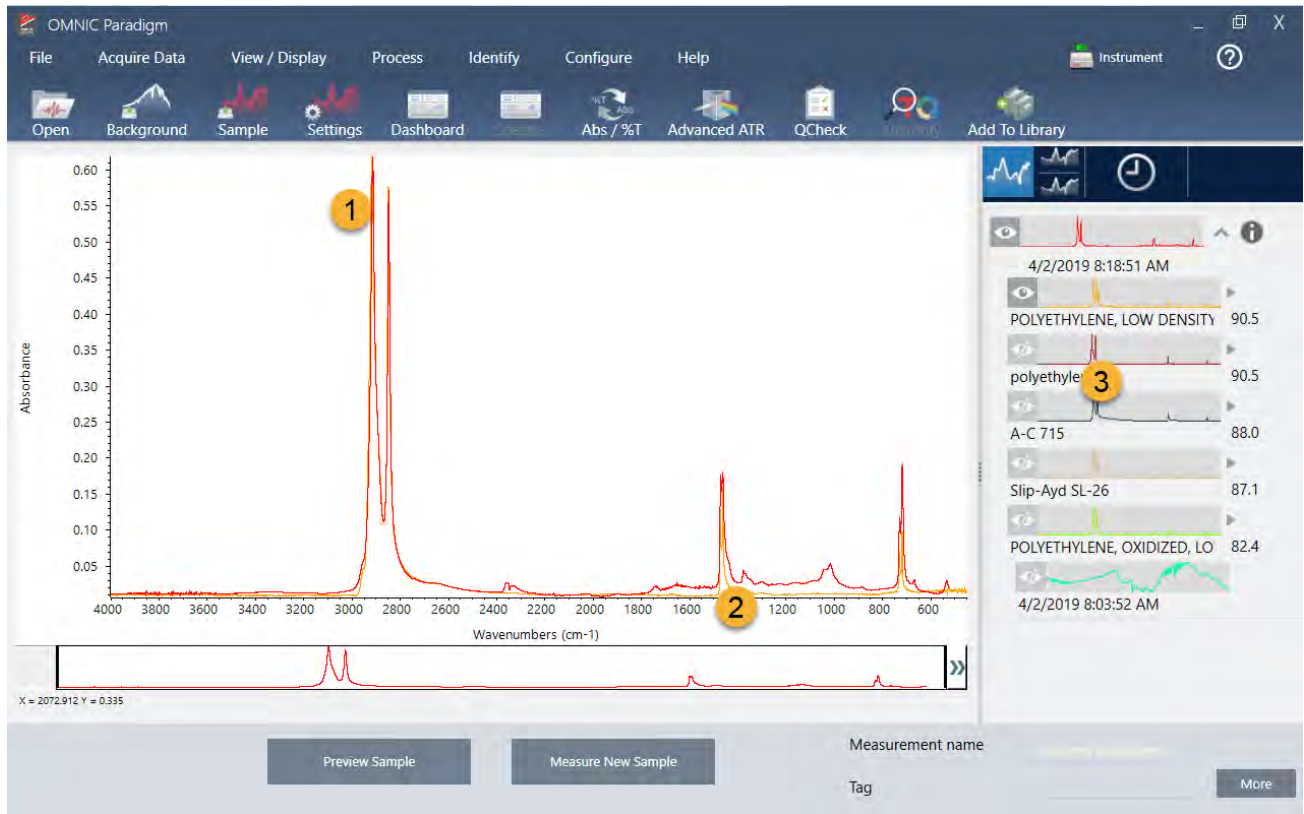 OMNIC Paradigm
File Acquire Data View / Display Process Identify Configure Help Instrument
%T ABS
Open Background Sample Settings Dashboard Abs / %T Advanced ATR QCheck Add To Library
0.60
0.55
0.50
0.45
0.40
0.35
0.30
0.25
0.20
0.15
0.10
0.05
Absorbance
4000 3800 3600 3400 3200 3000 2800 2600 2400 2200 2000 1800 1600 1200 1000 800 600
Wavenumbers (cm-1)
1
2
3
X = 2072.912 Y = 0.335
4/2/2019 8:18:51 AM
POLYETHYLENE, LOW DENSITY 90.5
polyethyle 90.5
A-C 715 88.0
Slip-Ayd SL-26 87.1
POLYETHYLENE, OXIDIZED, LO 82.4
4/2/2019 8:03:52 AM
Preview Sample Measure New Sample
Measurement name
Tag
More